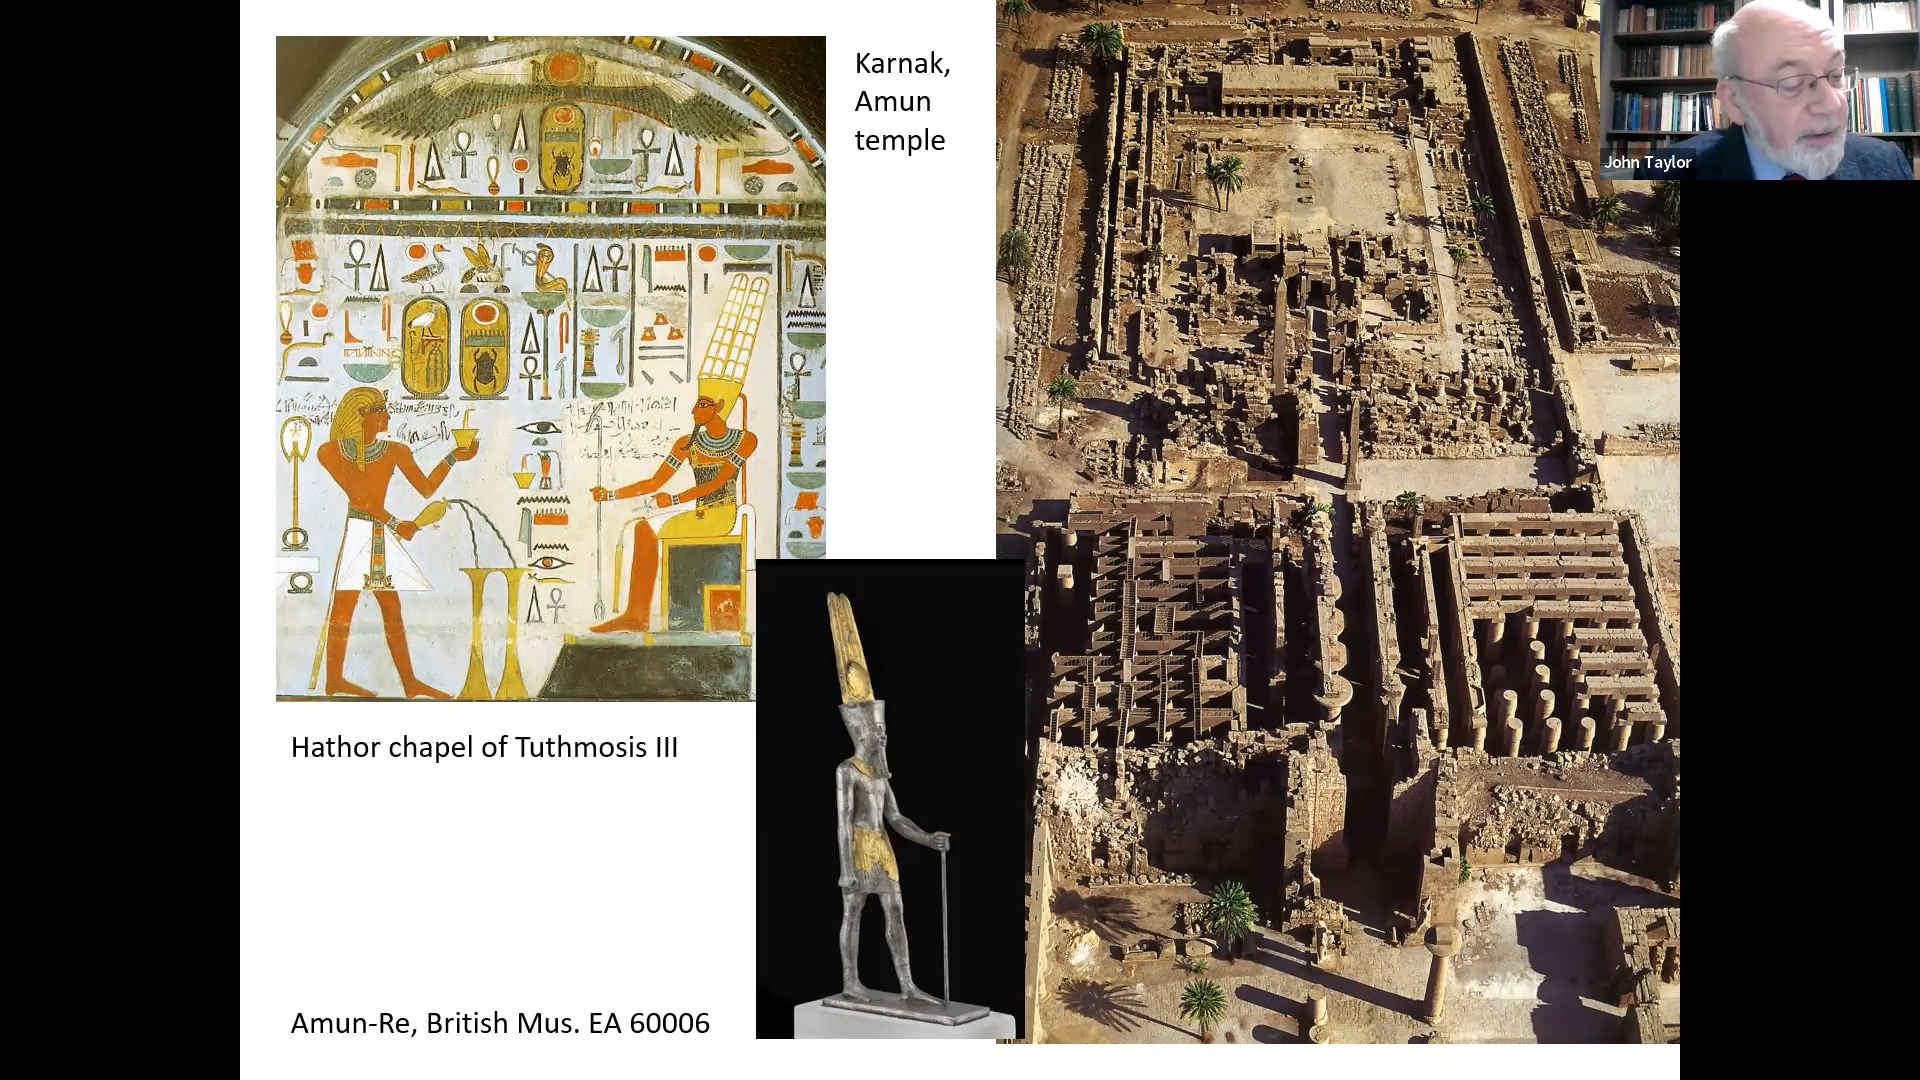 Karnak,
Amun
temple
John Taylor
Hathor chapel of Tuthmosis III
Amun-Re, British Mus. EA 60006